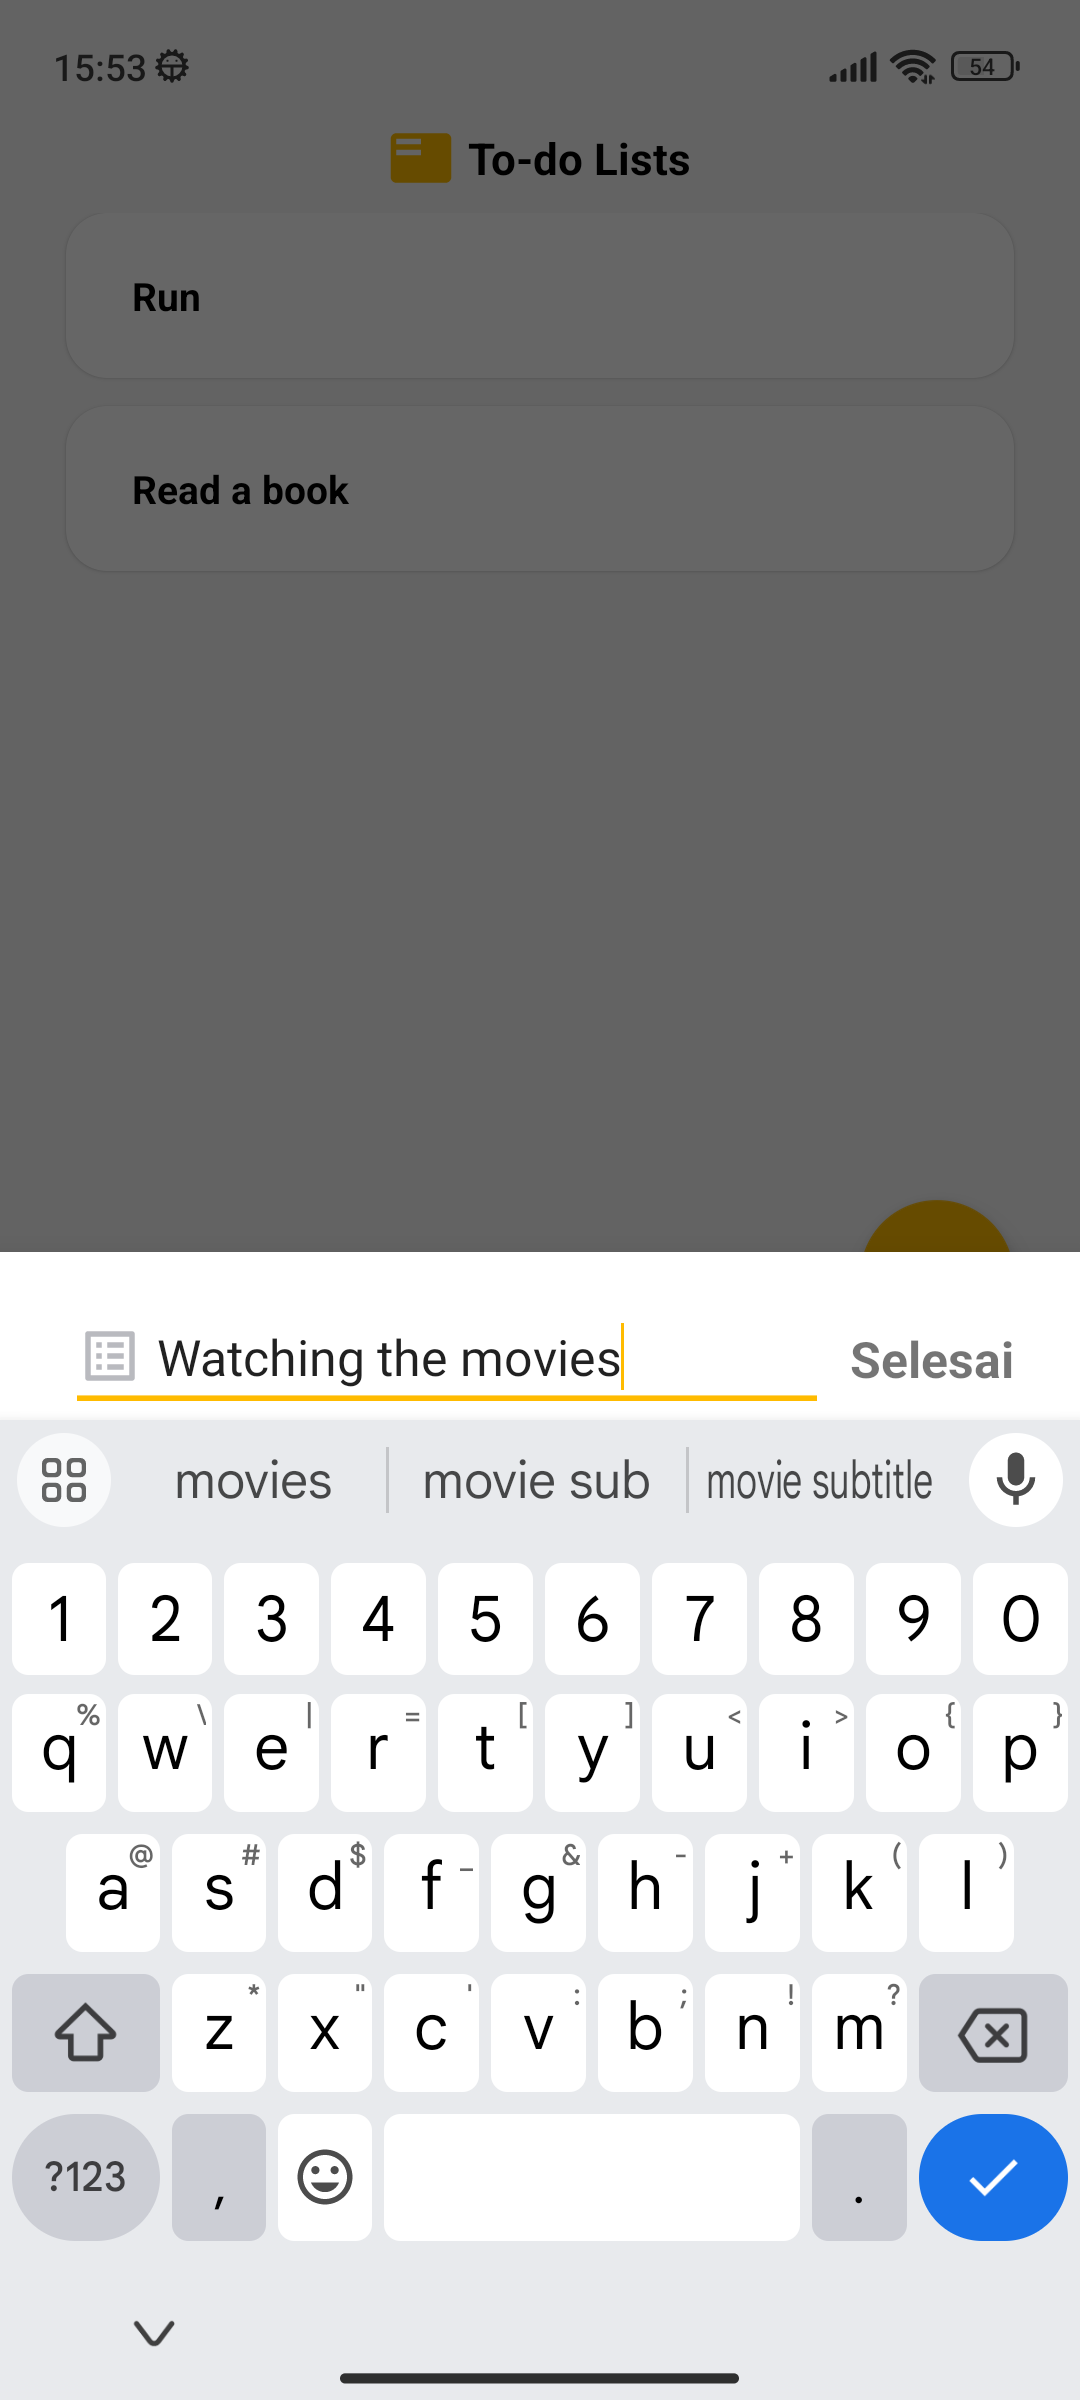 15:53 54
To-do Lists
Run
Read a book
Watching the movies Selesai
movies movie sub movie subtitle
1 2 3 4 5 6 7 8 9 0
q% w\ e| r= t[ y] u< i> o{ p}
a@ s# d$ f_ g& h- j+ k( l)
z* x" c' v: b; n! m?
?123 , .